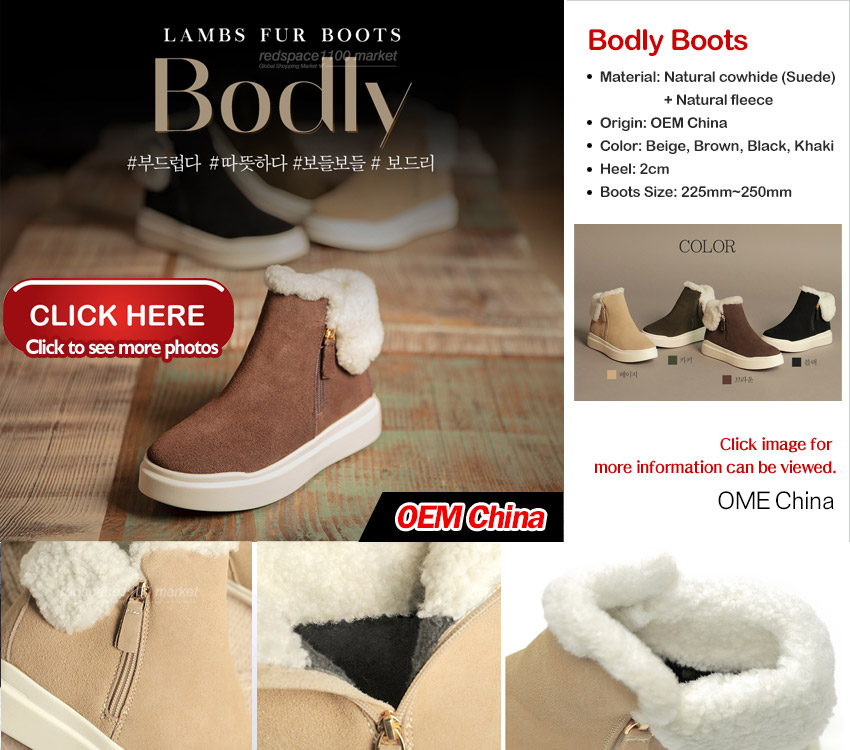 LAMBS FUR BOOTS
redspace1100 market
Global Shopping Market
Bodly
#부드럽다 #따뜻하다 #보들보들 # 보드리
CLICK HERE
Click to see more photos
OEM China
Bodly Boots
• Material: Natural cowhide (Suede)
+ Natural fleece
• Origin: OEM China
• Color: Beige, Brown, Black, Khaki
• Heel: 2cm
• Boots Size: 225mm~250mm
COLOR
베이지
카키
브라운
블랙
Click image for
more information can be viewed.
OME China
redspace1100 market